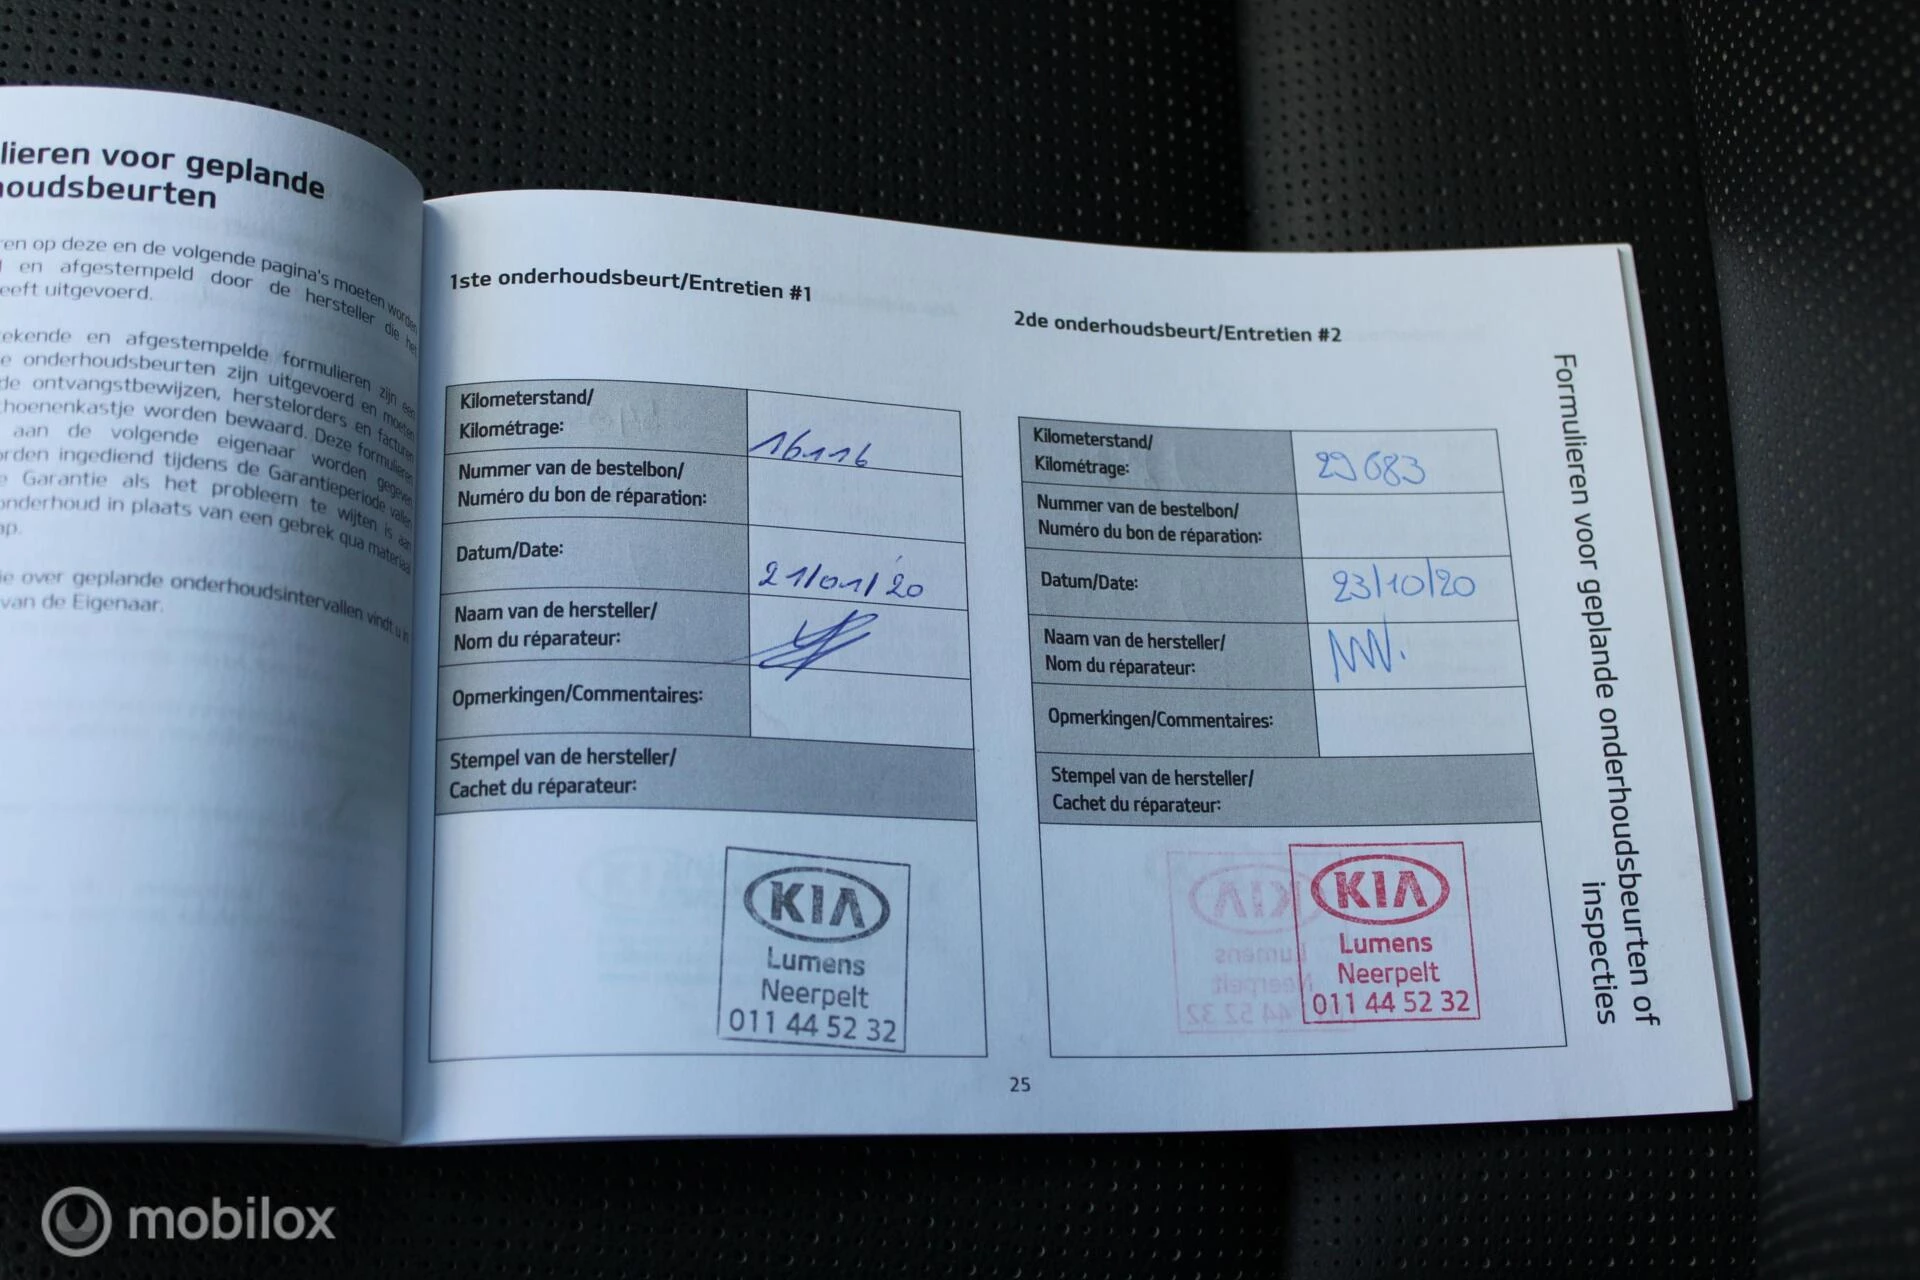 lieren voor geplande
houdsbeurten
en op deze en de volgende pagina's moeten worden
en afgestempeld door de hersteller die het
eeft uitgevoerd.
ekende en afgestempelde formulieren zijn een
e onderhoudsbeurten zijn uitgevoerd en moeten
de ontvangstbewijzen, herstelorders en facturen
hoenenkastje worden bewaard. Deze formulieren
aan de volgende eigenaar worden gegeven
rden ingediend tijdens de Garantieperiode vallen
e Garantie als het probleem te wijten is aan
onderhoud in plaats van een gebrek qua materiaal
ap.
ie over geplande onderhoudsintervallen vindt u in
van de Eigenaar.
1ste onderhoudsbeurt/Entretien #1
Kilometerstand/
Kilométrage:
16.116
Nummer van de bestelbon/
Numéro du bon de réparation:
Datum/Date:
21/01/20
Naam van de hersteller/
Nom du réparateur:
Opmerkingen/Commentaires:
Stempel van de hersteller/
Cachet du réparateur:
KIA
Lumens
Neerpelt
011 44 52 32
2de onderhoudsbeurt/Entretien #2
Kilometerstand/
Kilométrage:
29683
Nummer van de bestelbon/
Numéro du bon de réparation:
Datum/Date:
23/10/20
Naam van de hersteller/
Nom du réparateur:
Opmerkingen/Commentaires:
Stempel van de hersteller/
Cachet du réparateur:
KIA
Lumens
Neerpelt
011 44 52 32
Formulieren voor geplande onderhoudsbeurten of
inspecties
25
mobilox